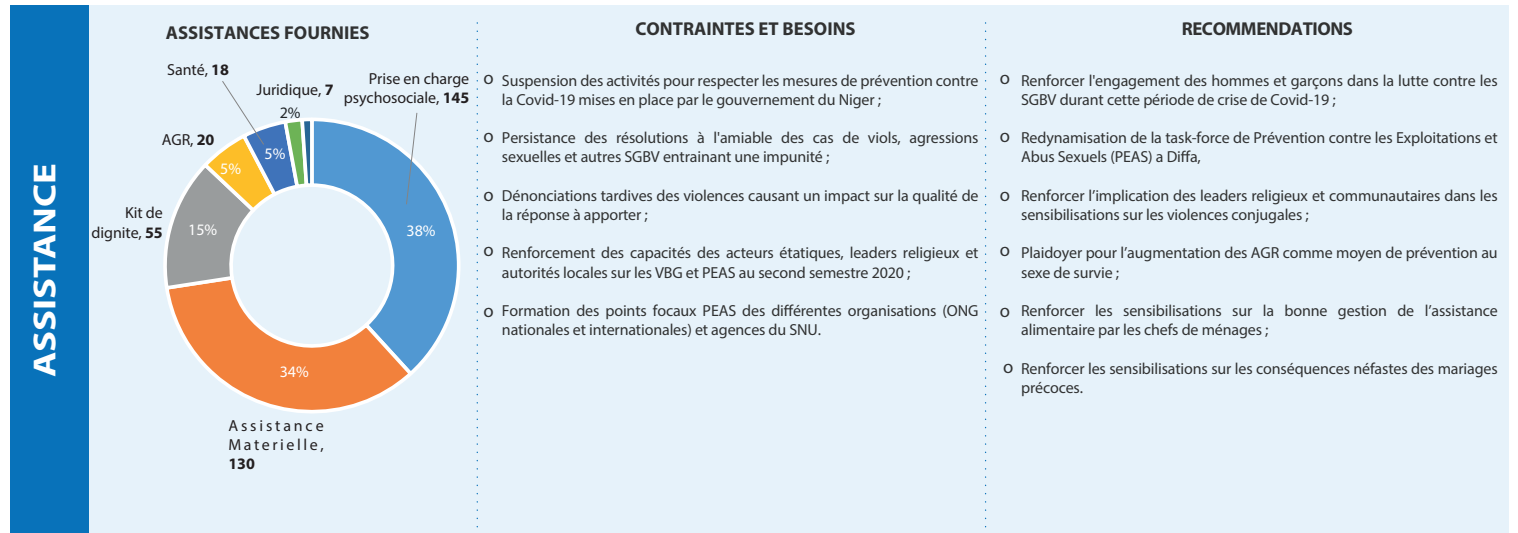 ASSISTANCE
ASSISTANCES FOURNIES
Santé, 18
Juridique, 7
2%
Prise en charge
psychosociale, 145
AGR, 20
5%
5%
Kit de
dignite, 55
15%
38%
34%
Assistance
Materielle,
130
CONTRAINTES ET BESOINS
o Suspension des activités pour respecter les mesures de prévention contre
la Covid-19 mises en place par le gouvernement du Niger ;
o Persistance des résolutions à l'amiable des cas de viols, agressions
sexuelles et autres SGBV entrainant une impunité ;
o Dénonciations tardives des violences causant un impact sur la qualité de
la réponse à apporter ;
o Renforcement des capacités des acteurs étatiques, leaders religieux et
autorités locales sur les VBG et PEAS au second semestre 2020 ;
o Formation des points focaux PEAS des différentes organisations (ONG
nationales et internationales) et agences du SNU.
RECOMMENDATIONS
o Renforcer l'engagement des hommes et garçons dans la lutte contre les
SGBV durant cette période de crise de Covid-19 ;
o Redynamisation de la task-force de Prévention contre les Exploitations et
Abus Sexuels (PEAS) a Diffa,
o Renforcer l’implication des leaders religieux et communautaires dans les
sensibilisations sur les violences conjugales ;
o Plaidoyer pour l’augmentation des AGR comme moyen de prévention au
sexe de survie ;
o Renforcer les sensibilisations sur la bonne gestion de l’assistance
alimentaire par les chefs de ménages ;
o Renforcer les sensibilisations sur les conséquences néfastes des mariages
précoces.